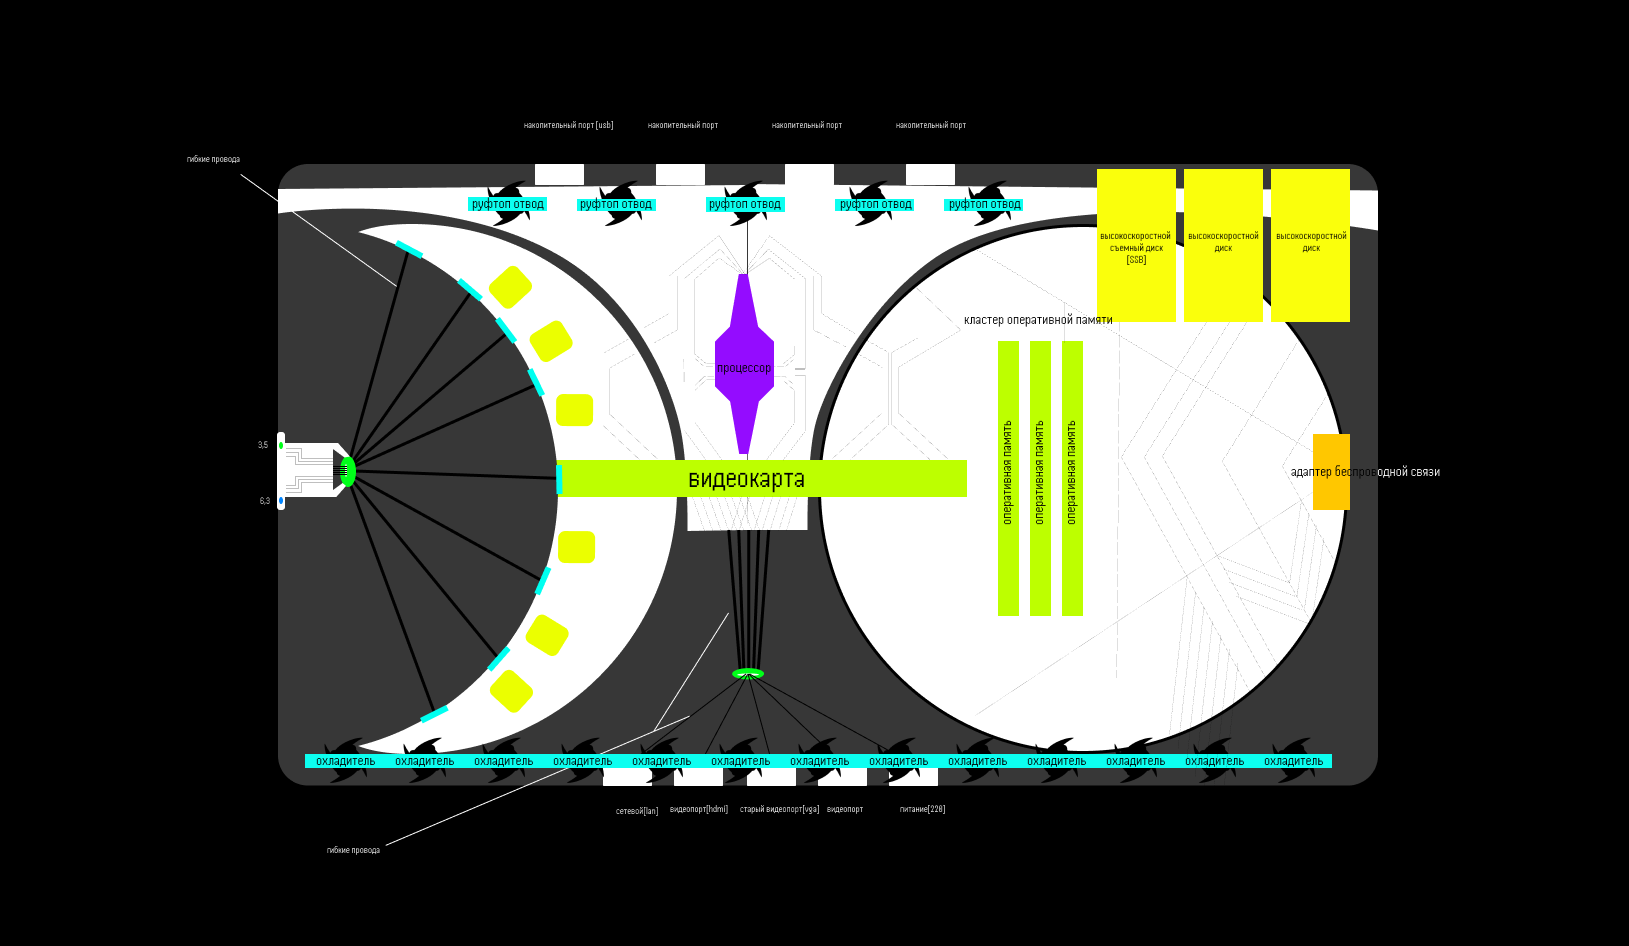 накопительный порт [usb]
накопительный порт
накопительный порт
накопительный порт
гибкие провода
руфтоп отвод
руфтоп отвод
руфтоп отвод
руфтоп отвод
руфтоп отвод
высокоскоростной
съемный диск
[SSB]
высокоскоростной
диск
высокоскоростной
диск
кластер оперативной памяти
процессор
3,5
6,3
видеокарта
оперативная память
оперативная память
оперативная память
адаптер беспроводной связи
охладитель
охладитель
охладитель
охладитель
охладитель
охладитель
охладитель
охладитель
охладитель
охладитель
охладитель
охладитель
охладитель
сетевой[lan]
видеопорт[hdmi]
старый видеопорт[vga]
видеопорт
питание[220]
гибкие провода